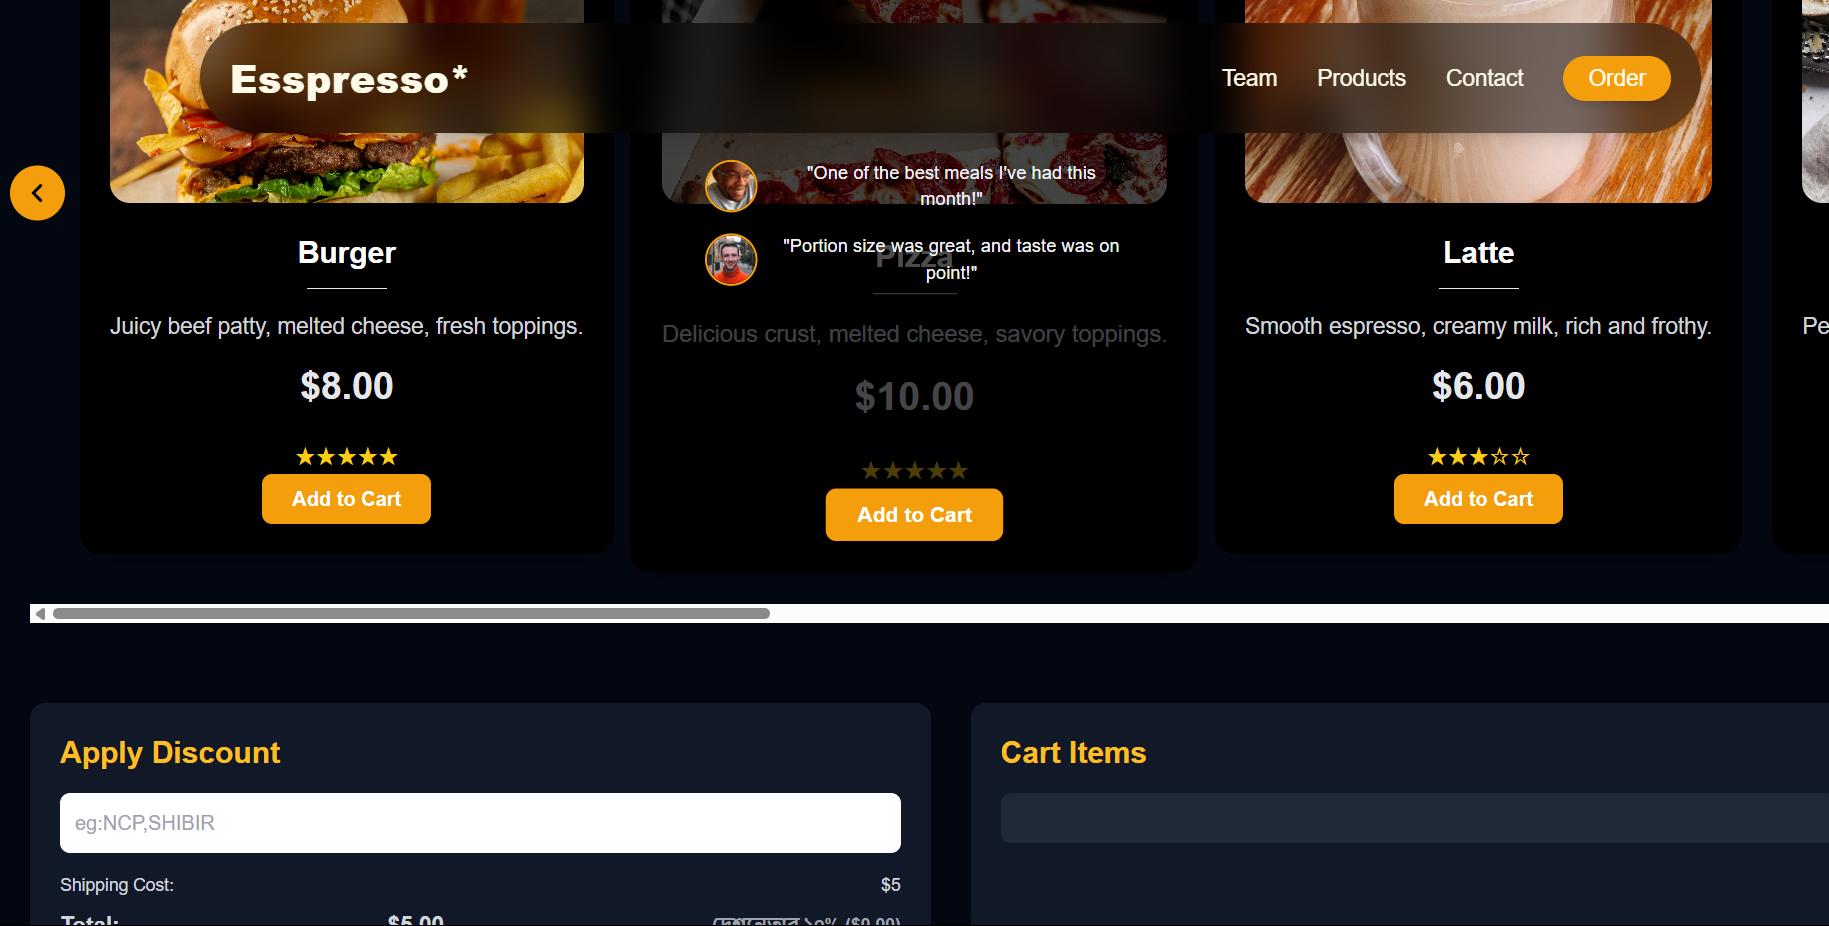 Esspresso*
Team
Products
Contact
Order
"One of the best meals I've had this
month!"
"Portion size was great, and taste was on
point!"
Burger
Juicy beef patty, melted cheese, fresh toppings.
$8.00
★★★★★
Add to Cart
Pizza
Delicious crust, melted cheese, savory toppings.
$10.00
★★★★★
Add to Cart
Latte
Smooth espresso, creamy milk, rich and frothy.
$6.00
★★★☆☆
Add to Cart
Pe
Apply Discount
eg:NCP,SHIBIR
Shipping Cost: $5
Total: $5.00 ১০% ($0.00)
Cart Items